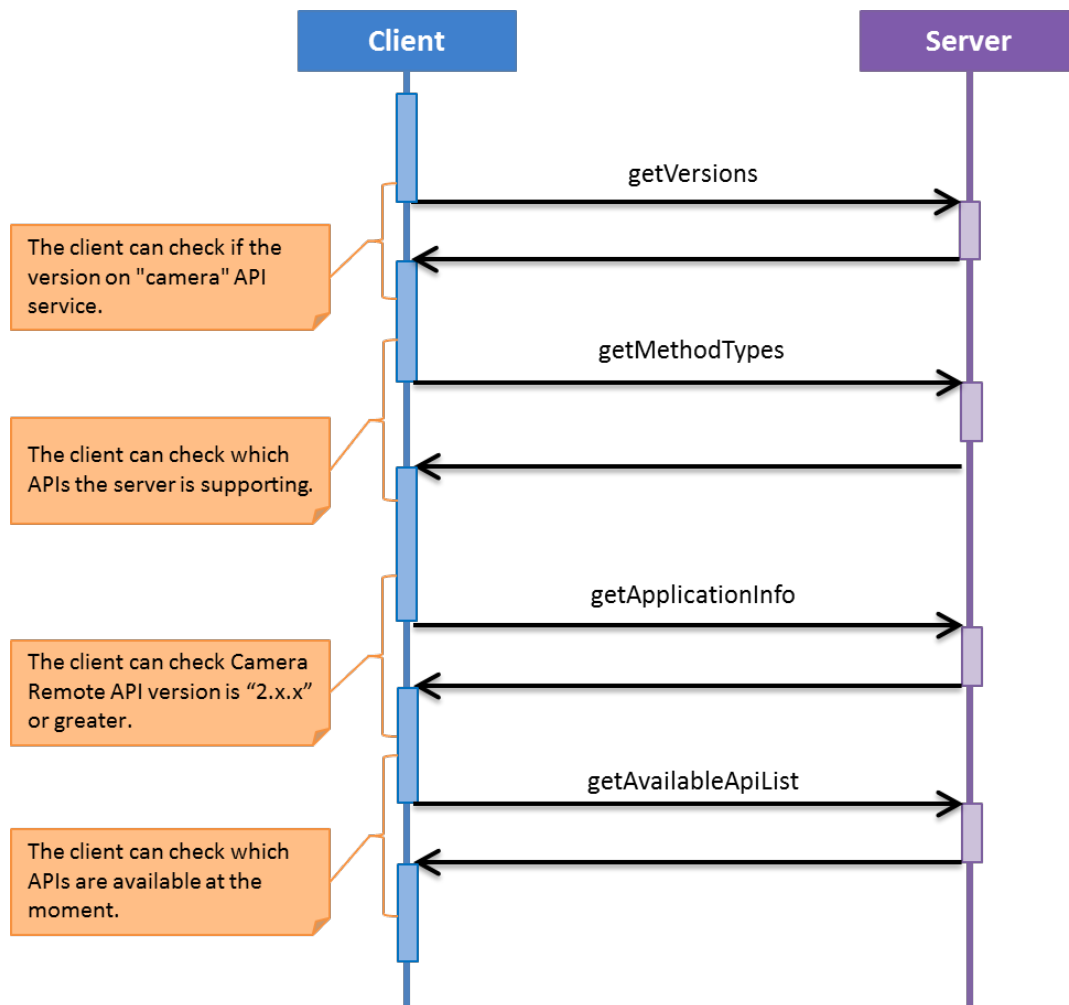 Client
Server
getVersions
The client can check if the
version on "camera" API
service.
getMethodTypes
The client can check which
APIs the server is supporting.
getApplicationInfo
The client can check Camera
Remote API version is “2.x.x”
or greater.
getAvailableApiList
The client can check which
APIs are available at the
moment.